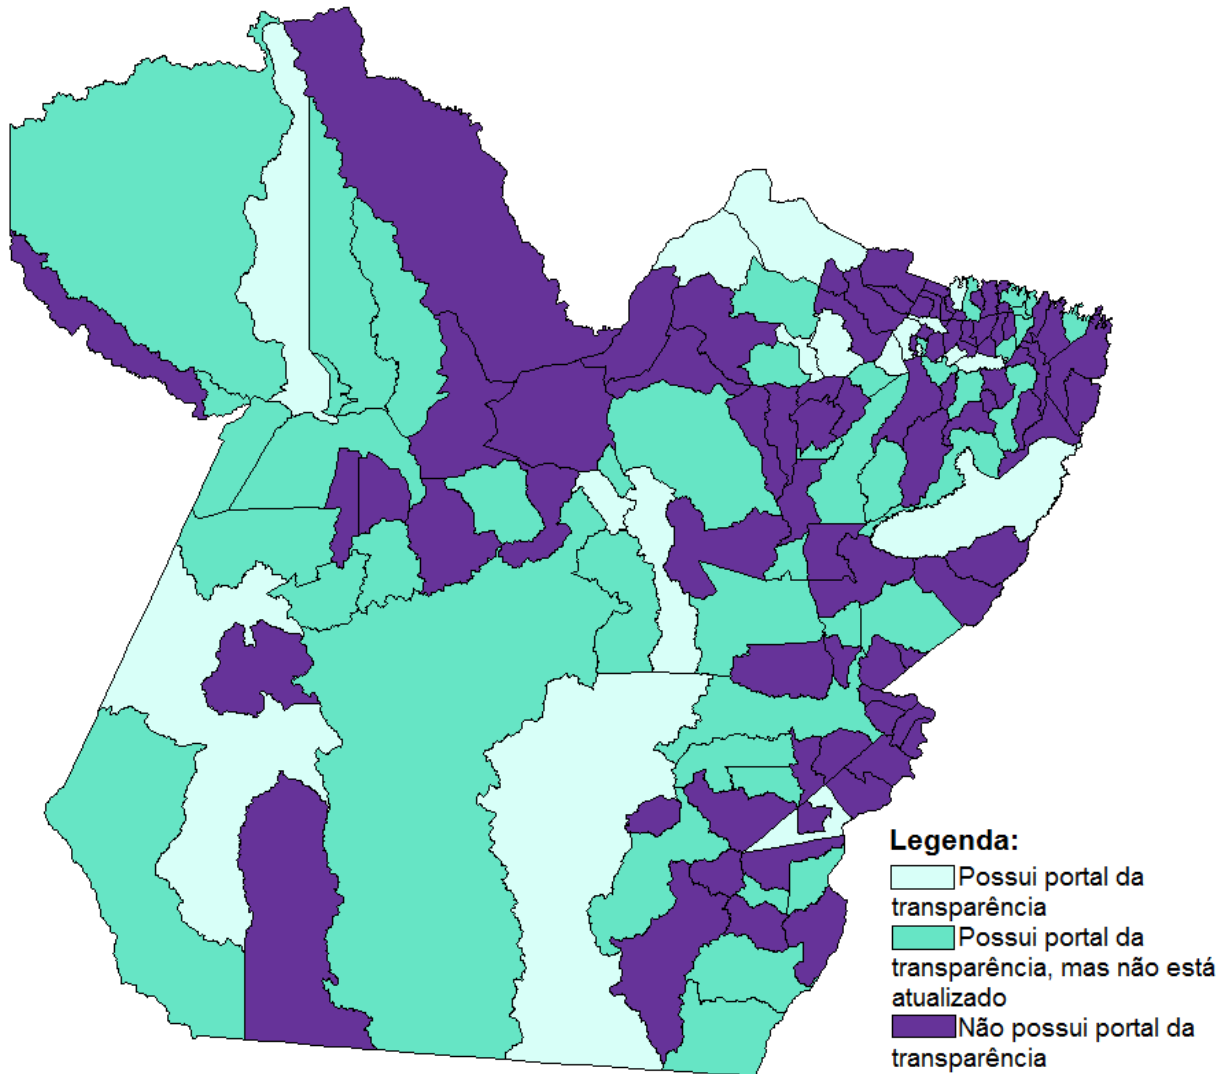 Legenda:
Possui portal da
transparência
Possui portal da
transparência, mas não está
atualizado
Não possui portal da
transparência